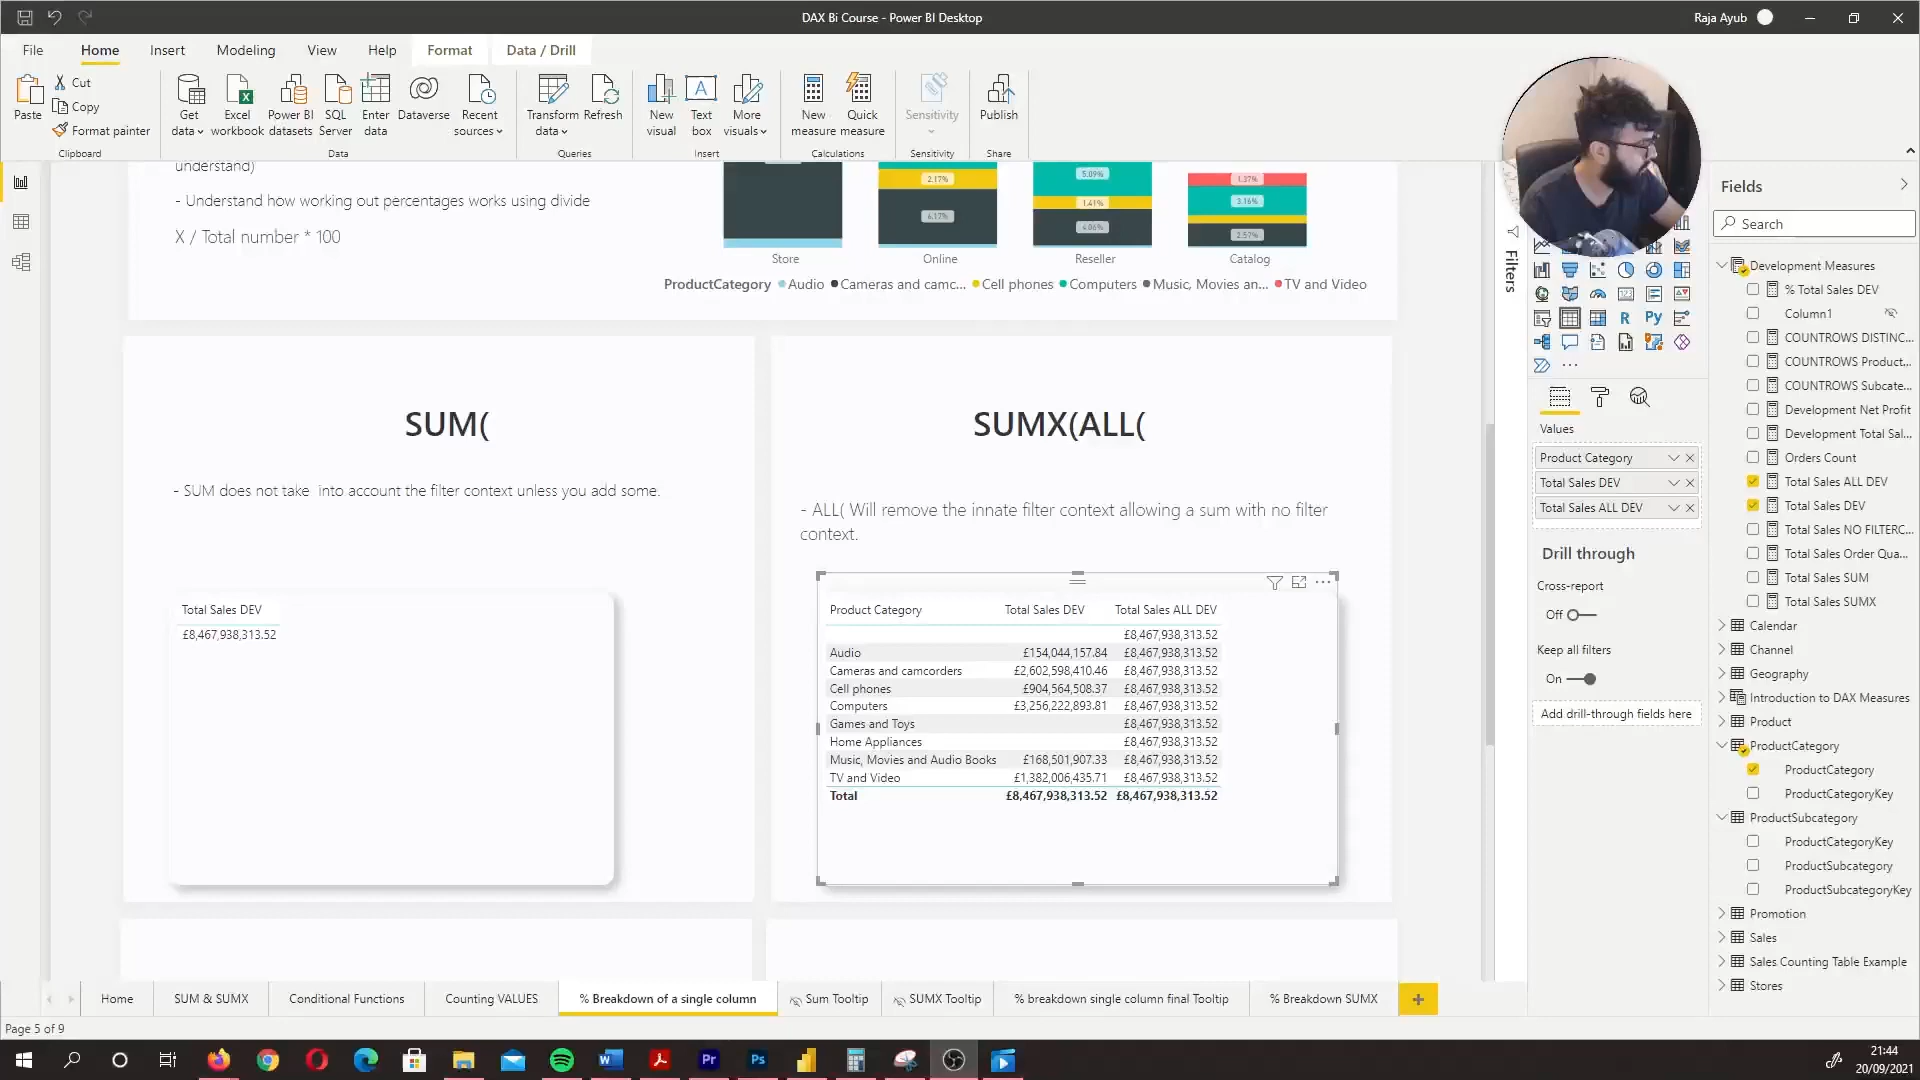 DAX Bi Course - Power BI Desktop
Raja Ayub
File Home Insert Modeling View Help Format Data / Drill
Cut
Copy
Format painter
Paste
Clipboard
Get data
Excel workbook
Power BI datasets
SQL Server
Enter data
Dataverse
Recent sources
Data
Transform data
Refresh
Queries
New visual
Text box
More visuals
Insert
New measure
Quick measure
Calculations
Sensitivity
Sensitivity
Publish
Share
understand)
- Understand how working out percentages works using divide
X / Total number * 100
2.17%
6.17%
5.09%
1.41%
4.06%
1.37%
3.16%
2.57%
Store Online Reseller Catalog
ProductCategory Audio Cameras and camc... Cell phones Computers Music, Movies an... TV and Video
SUM(
- SUM does not take into account the filter context unless you add some.
Total Sales DEV
£8,467,938,313.52
SUMX(ALL(
- ALL( Will remove the innate filter context allowing a sum with no filter
context.
Product Category Total Sales DEV Total Sales ALL DEV
£8,467,938,313.52
Audio £154,044,157.84 £8,467,938,313.52
Cameras and camcorders £2,602,598,410.46 £8,467,938,313.52
Cell phones £904,564,508.37 £8,467,938,313.52
Computers £3,256,222,893.81 £8,467,938,313.52
Games and Toys £8,467,938,313.52
Home Appliances £8,467,938,313.52
Music, Movies and Audio Books £168,501,907.33 £8,467,938,313.52
TV and Video £1,382,006,435.71 £8,467,938,313.52
Total £8,467,938,313.52 £8,467,938,313.52
Filters
R Py
Values
Product Category
Total Sales DEV
Total Sales ALL DEV
Drill through
Cross-report
Off
Keep all filters
On
Add drill-through fields here
Fields
Search
Development Measures
% Total Sales DEV
Column1
COUNTROWS DISTINC...
COUNTROWS Product...
COUNTROWS Subcate...
Development Net Profit
Development Total Sal...
Orders Count
Total Sales ALL DEV
Total Sales DEV
Total Sales NO FILTERC...
Total Sales Order Qua...
Total Sales SUM
Total Sales SUMX
Calendar
Channel
Geography
Introduction to DAX Measures
Product
ProductCategory
ProductCategory
ProductCategoryKey
ProductSubcategory
ProductCategoryKey
ProductSubcategory
ProductSubcategoryKey
Promotion
Sales
Sales Counting Table Example
Stores
Home SUM & SUMX Conditional Functions Counting VALUES % Breakdown of a single column Sum Tooltip SUMX Tooltip % breakdown single column final Tooltip % Breakdown SUMX
Page 5 of 9
21:44
20/09/2021